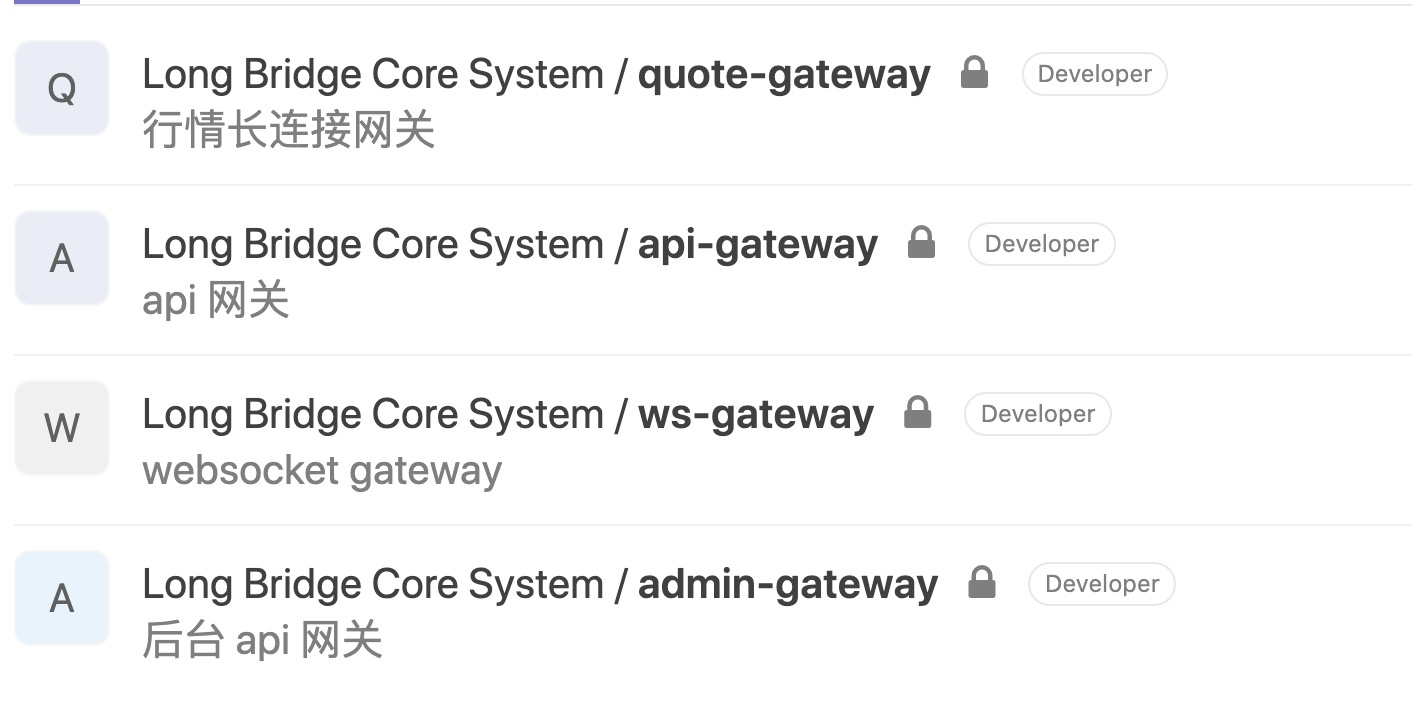 Q
Long Bridge Core System / quote-gateway Developer
行情长连接网关
A
Long Bridge Core System / api-gateway Developer
api 网关
W
Long Bridge Core System / ws-gateway Developer
websocket gateway
A
Long Bridge Core System / admin-gateway Developer
后台 api 网关